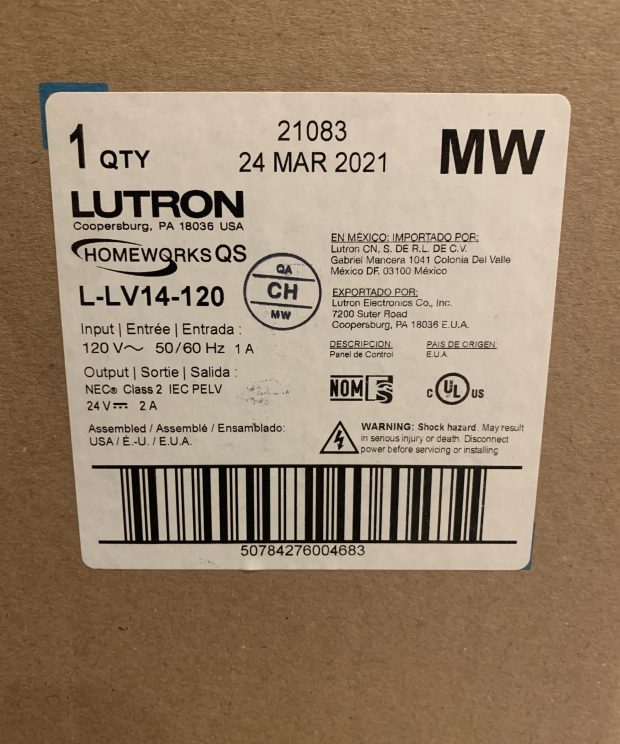 1 QTY
21083
24 MAR 2021
MW
LUTRON
Coopersburg, PA 18036 USA
HOMEWORKS QS
L-LV14-120
QA
CH
MW
Input | Entrée | Entrada :
120 V~ 50/60 Hz 1 A
Output | Sortie | Salida :
NEC® Class 2 IEC PELV
24 V⎓ 2 A
Assembled / Assemblé / Ensamblado:
USA / É.-U. / E.U.A.
EN MÉXICO: IMPORTADO POR:
Lutron CN, S. DE R.L. DE C.V.
Gabriel Mancera 1041 Colonia Del Valle
México DF. 03100 México
EXPORTADO POR:
Lutron Electronics Co., Inc.
7200 Suter Road
Coopersburg, PA 18036 E.U.A.
DESCRIPCION: PAIS DE ORIGEN:
Panel de Control E.U.A.
NOM
C UL US
WARNING: Shock hazard. May result
in serious injury or death. Disconnect
power before servicing or installing
50784276004683